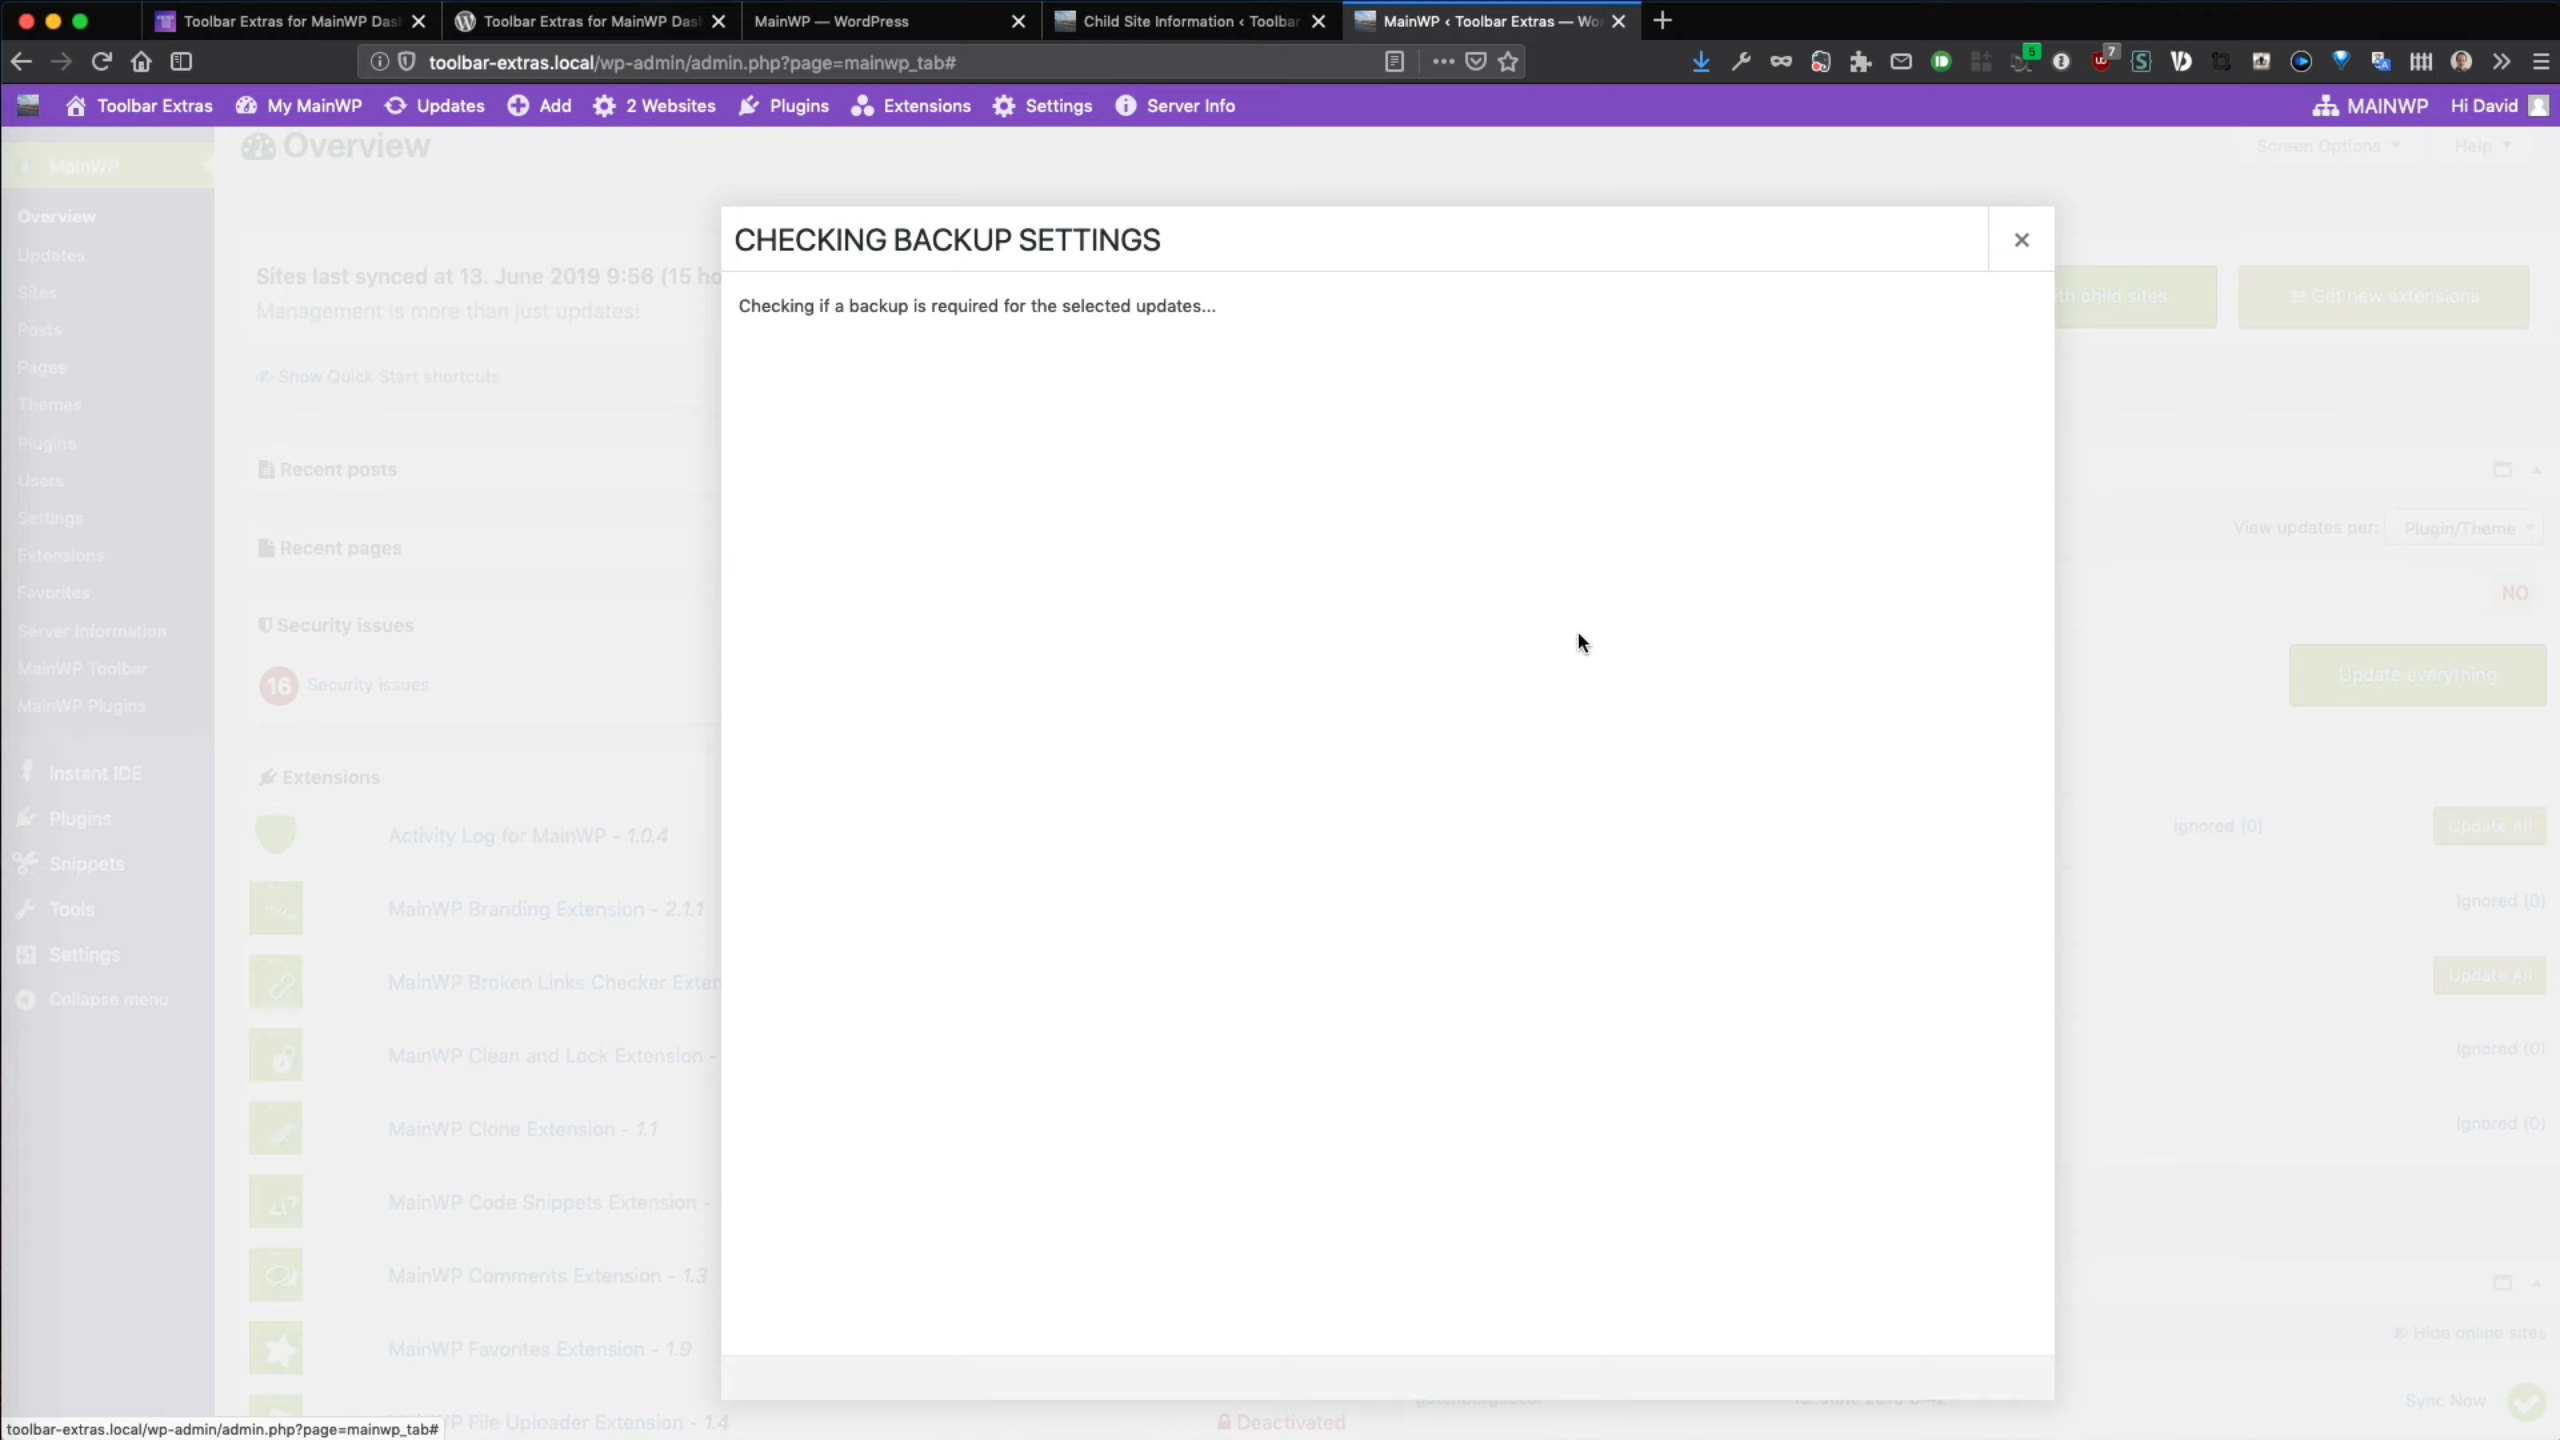 Toolbar Extras for MainWP Das
Toolbar Extras for MainWP Das
MainWP — WordPress
Child Site Information ‹ Toolbar
MainWP ‹ Toolbar Extras — Wo
toolbar-extras.local/wp-admin/admin.php?page=mainwp_tab#
5
7
Toolbar Extras
My MainWP
Updates
Add
2 Websites
Plugins
Extensions
Settings
Server Info
MAINWP
Hi David
MainWP
Overview
Updates
Sites
Posts
Pages
Themes
Plugins
Users
Settings
Extensions
Favorites
Server Information
MainWP Toolbar
MainWP Plugins
Instant IDE
Plugins
Snippets
Tools
Settings
Collapse menu
Overview
Screen Options
Help
Sites last synced at 13. June 2019 9:56 (15 ho
Management is more than just updates!
th child sites
Get new extensions
Show Quick Start shortcuts
Recent posts
Recent pages
Security issues
16 Security issues
Extensions
Activity Log for MainWP - 1.0.4
MainWP Branding Extension - 2.1.1
MainWP Broken Links Checker Exten
MainWP Clean and Lock Extension -
MainWP Clone Extension - 1.1
MainWP Code Snippets Extension -
MainWP Comments Extension - 1.3
MainWP Favorites Extension - 1.9
P File Uploader Extension - 1.4
Deactivated
CHECKING BACKUP SETTINGS
Checking if a backup is required for the selected updates...
View updates per:
Plugin/Theme
NO
Update everything
Ignored (0)
Update All
Ignored (0)
Update All
Ignored (0)
Ignored (0)
Hide online sites
Sync Now
toolbar-extras.local/wp-admin/admin.php?page=mainwp_tab#